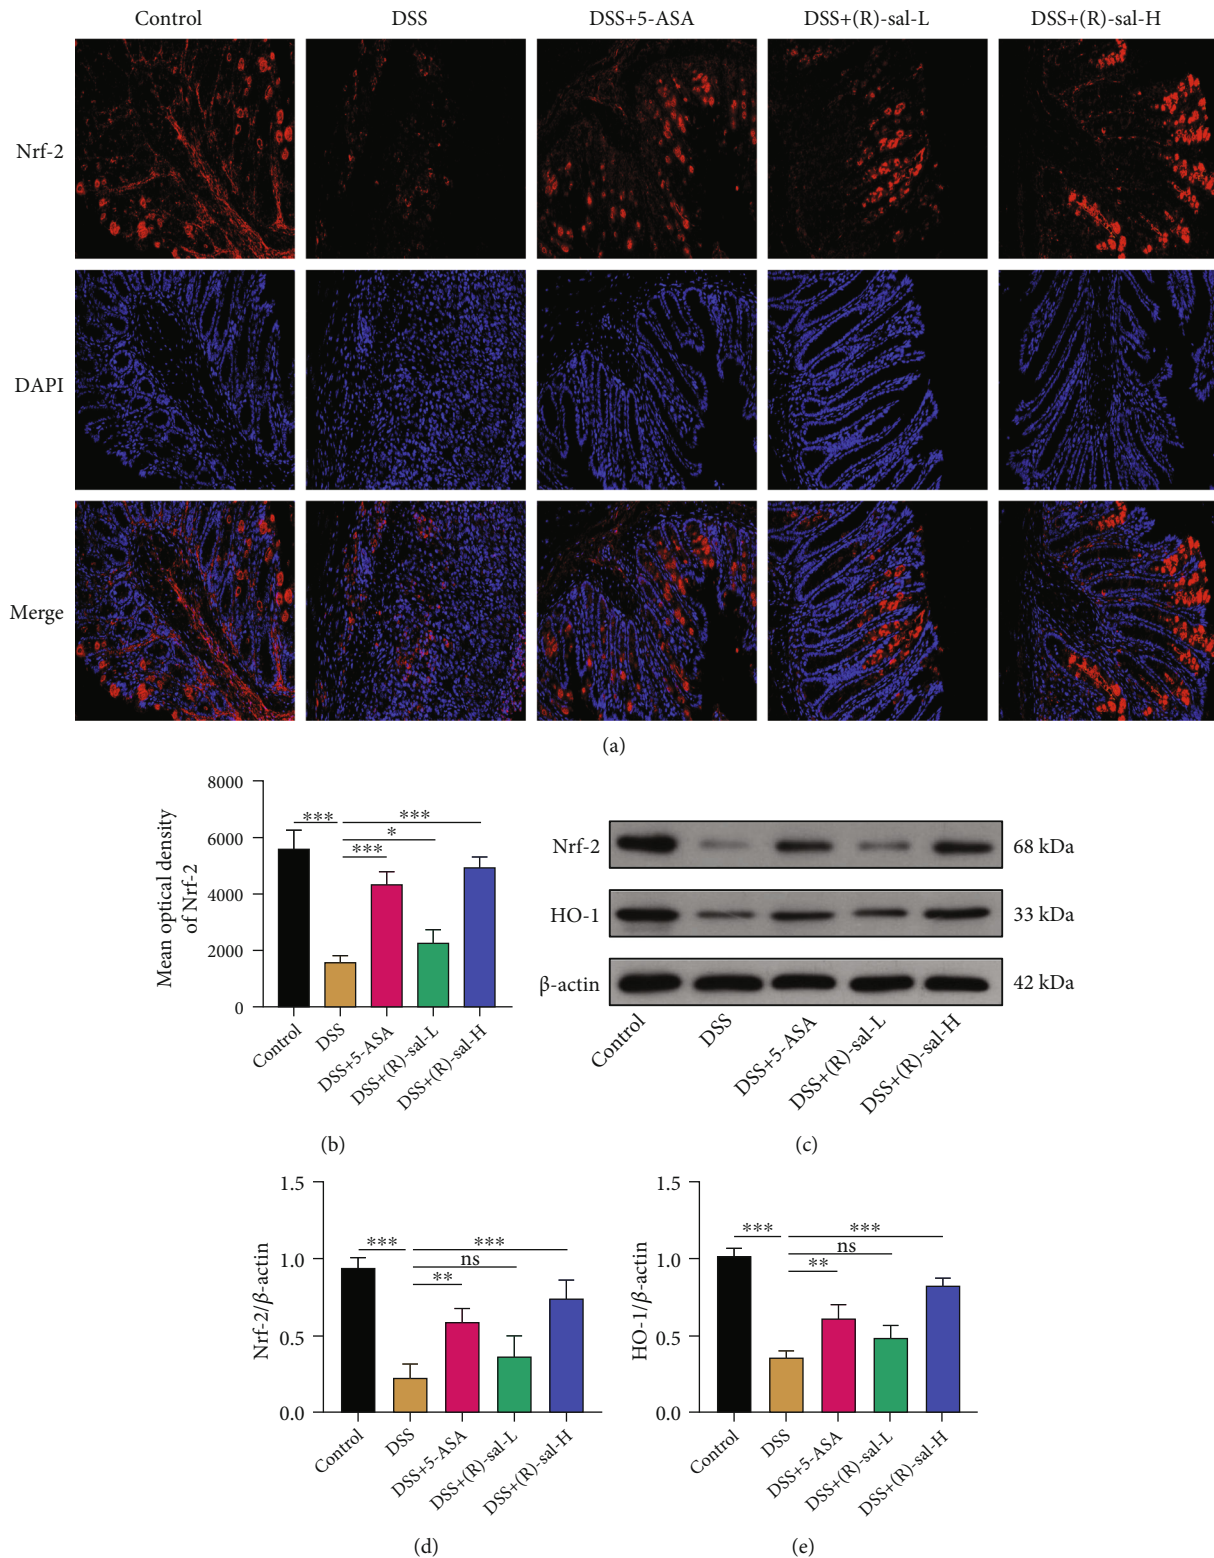 Control DSS DSS+5-ASA DSS+(R)-sal-L DSS+(R)-sal-H
Nrf-2
DAPI
Merge
(a)
Mean optical density
of Nrf-2
8000
6000
4000
2000
0
***
*
***
***
Control DSS DSS+5-ASA DSS+(R)-sal-L DSS+(R)-sal-H
(b)
Nrf-2 68 kDa
HO-1 33 kDa
β-actin 42 kDa
Control DSS DSS+5-ASA DSS+(R)-sal-L DSS+(R)-sal-H
(c)
Nrf-2/β-actin
1.5
1.0
0.5
0.0
*** ***
ns
**
Control DSS DSS+5-ASA DSS+(R)-sal-L DSS+(R)-sal-H
(d)
HO-1/β-actin
1.5
1.0
0.5
0.0
*** ***
ns
**
Control DSS DSS+5-ASA DSS+(R)-sal-L DSS+(R)-sal-H
(e)